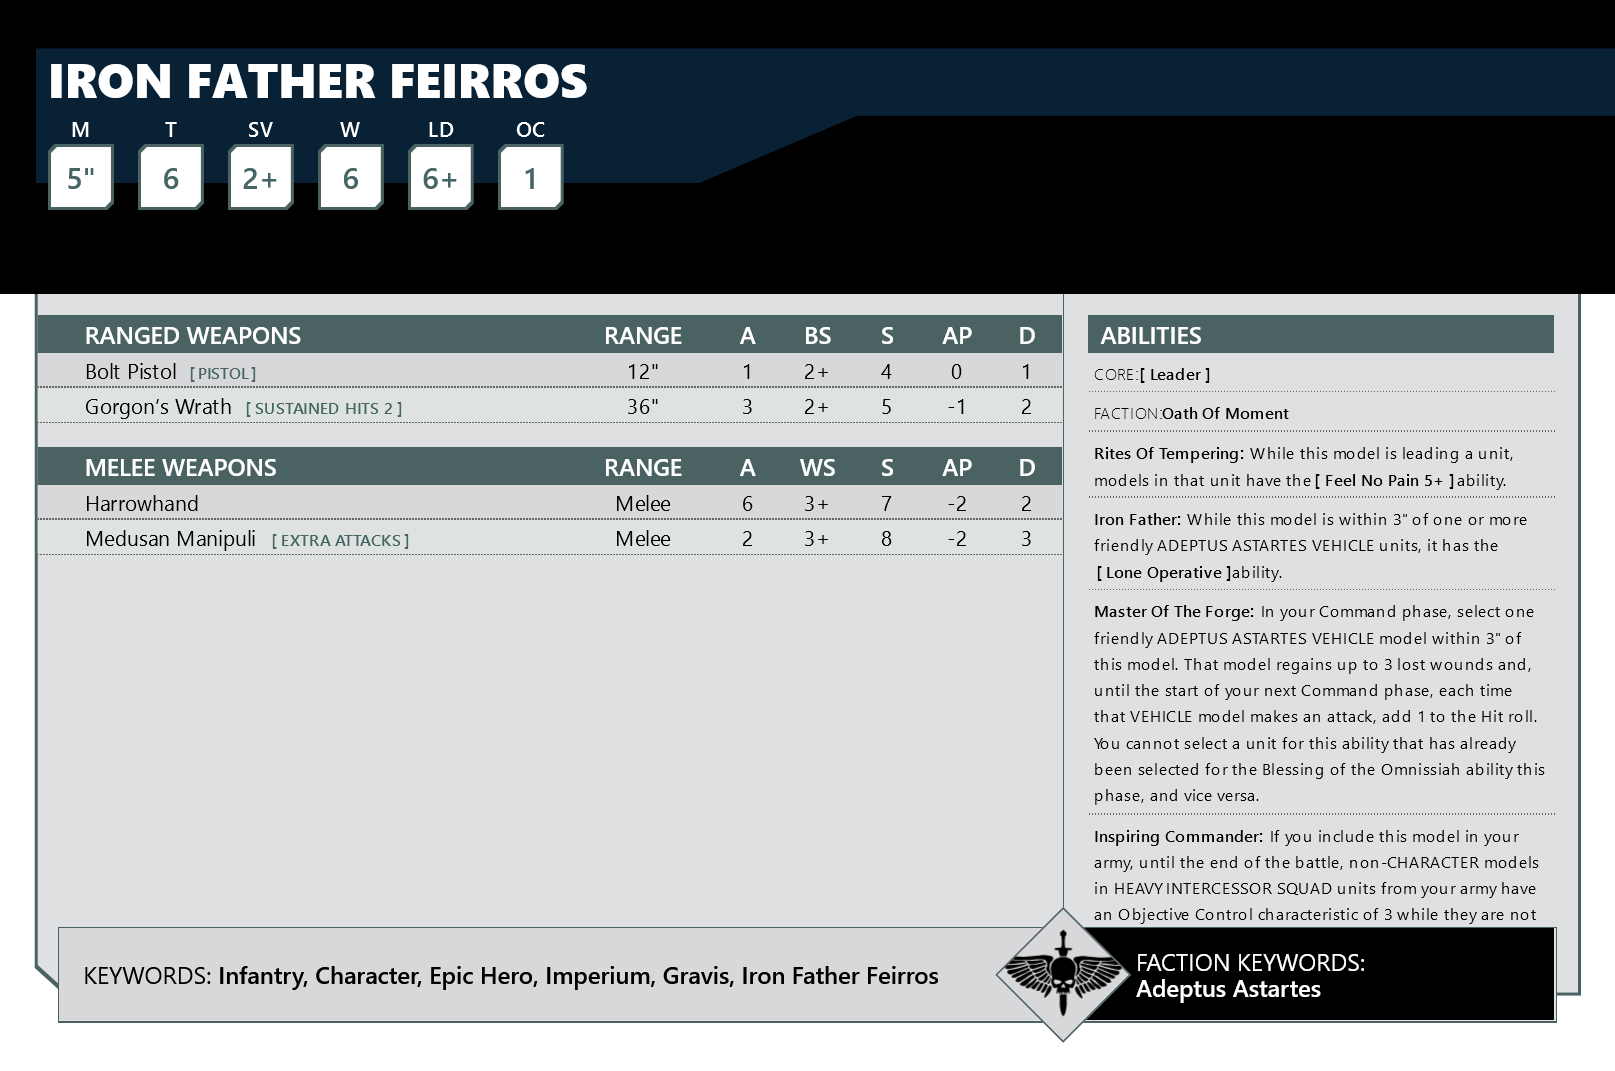 IRON FATHER FEIRROS
M T SV W LD OC
5" 6 2+ 6 6+ 1
RANGED WEAPONS RANGE A BS S AP D
Bolt Pistol [ PISTOL ] 12" 1 2+ 4 0 1
Gorgon’s Wrath [ SUSTAINED HITS 2 ] 36" 3 2+ 5 -1 2
MELEE WEAPONS RANGE A WS S AP D
Harrowhand Melee 6 3+ 7 -2 2
Medusan Manipuli [ EXTRA ATTACKS ] Melee 2 3+ 8 -2 3
ABILITIES
CORE:[ Leader ]
FACTION:Oath Of Moment
Rites Of Tempering: While this model is leading a unit,
models in that unit have the [ Feel No Pain 5+ ] ability.
Iron Father: While this model is within 3" of one or more
friendly ADEPTUS ASTARTES VEHICLE units, it has the
[ Lone Operative ]ability.
Master Of The Forge: In your Command phase, select one
friendly ADEPTUS ASTARTES VEHICLE model within 3" of
this model. That model regains up to 3 lost wounds and,
until the start of your next Command phase, each time
that VEHICLE model makes an attack, add 1 to the Hit roll.
You cannot select a unit for this ability that has already
been selected for the Blessing of the Omnissiah ability this
phase, and vice versa.
Inspiring Commander: If you include this model in your
army, until the end of the battle, non-CHARACTER models
in HEAVY INTERCESSOR SQUAD units from your army have
an Objective Control characteristic of 3 while they are not
KEYWORDS: Infantry, Character, Epic Hero, Imperium, Gravis, Iron Father Feirros
FACTION KEYWORDS:
Adeptus Astartes